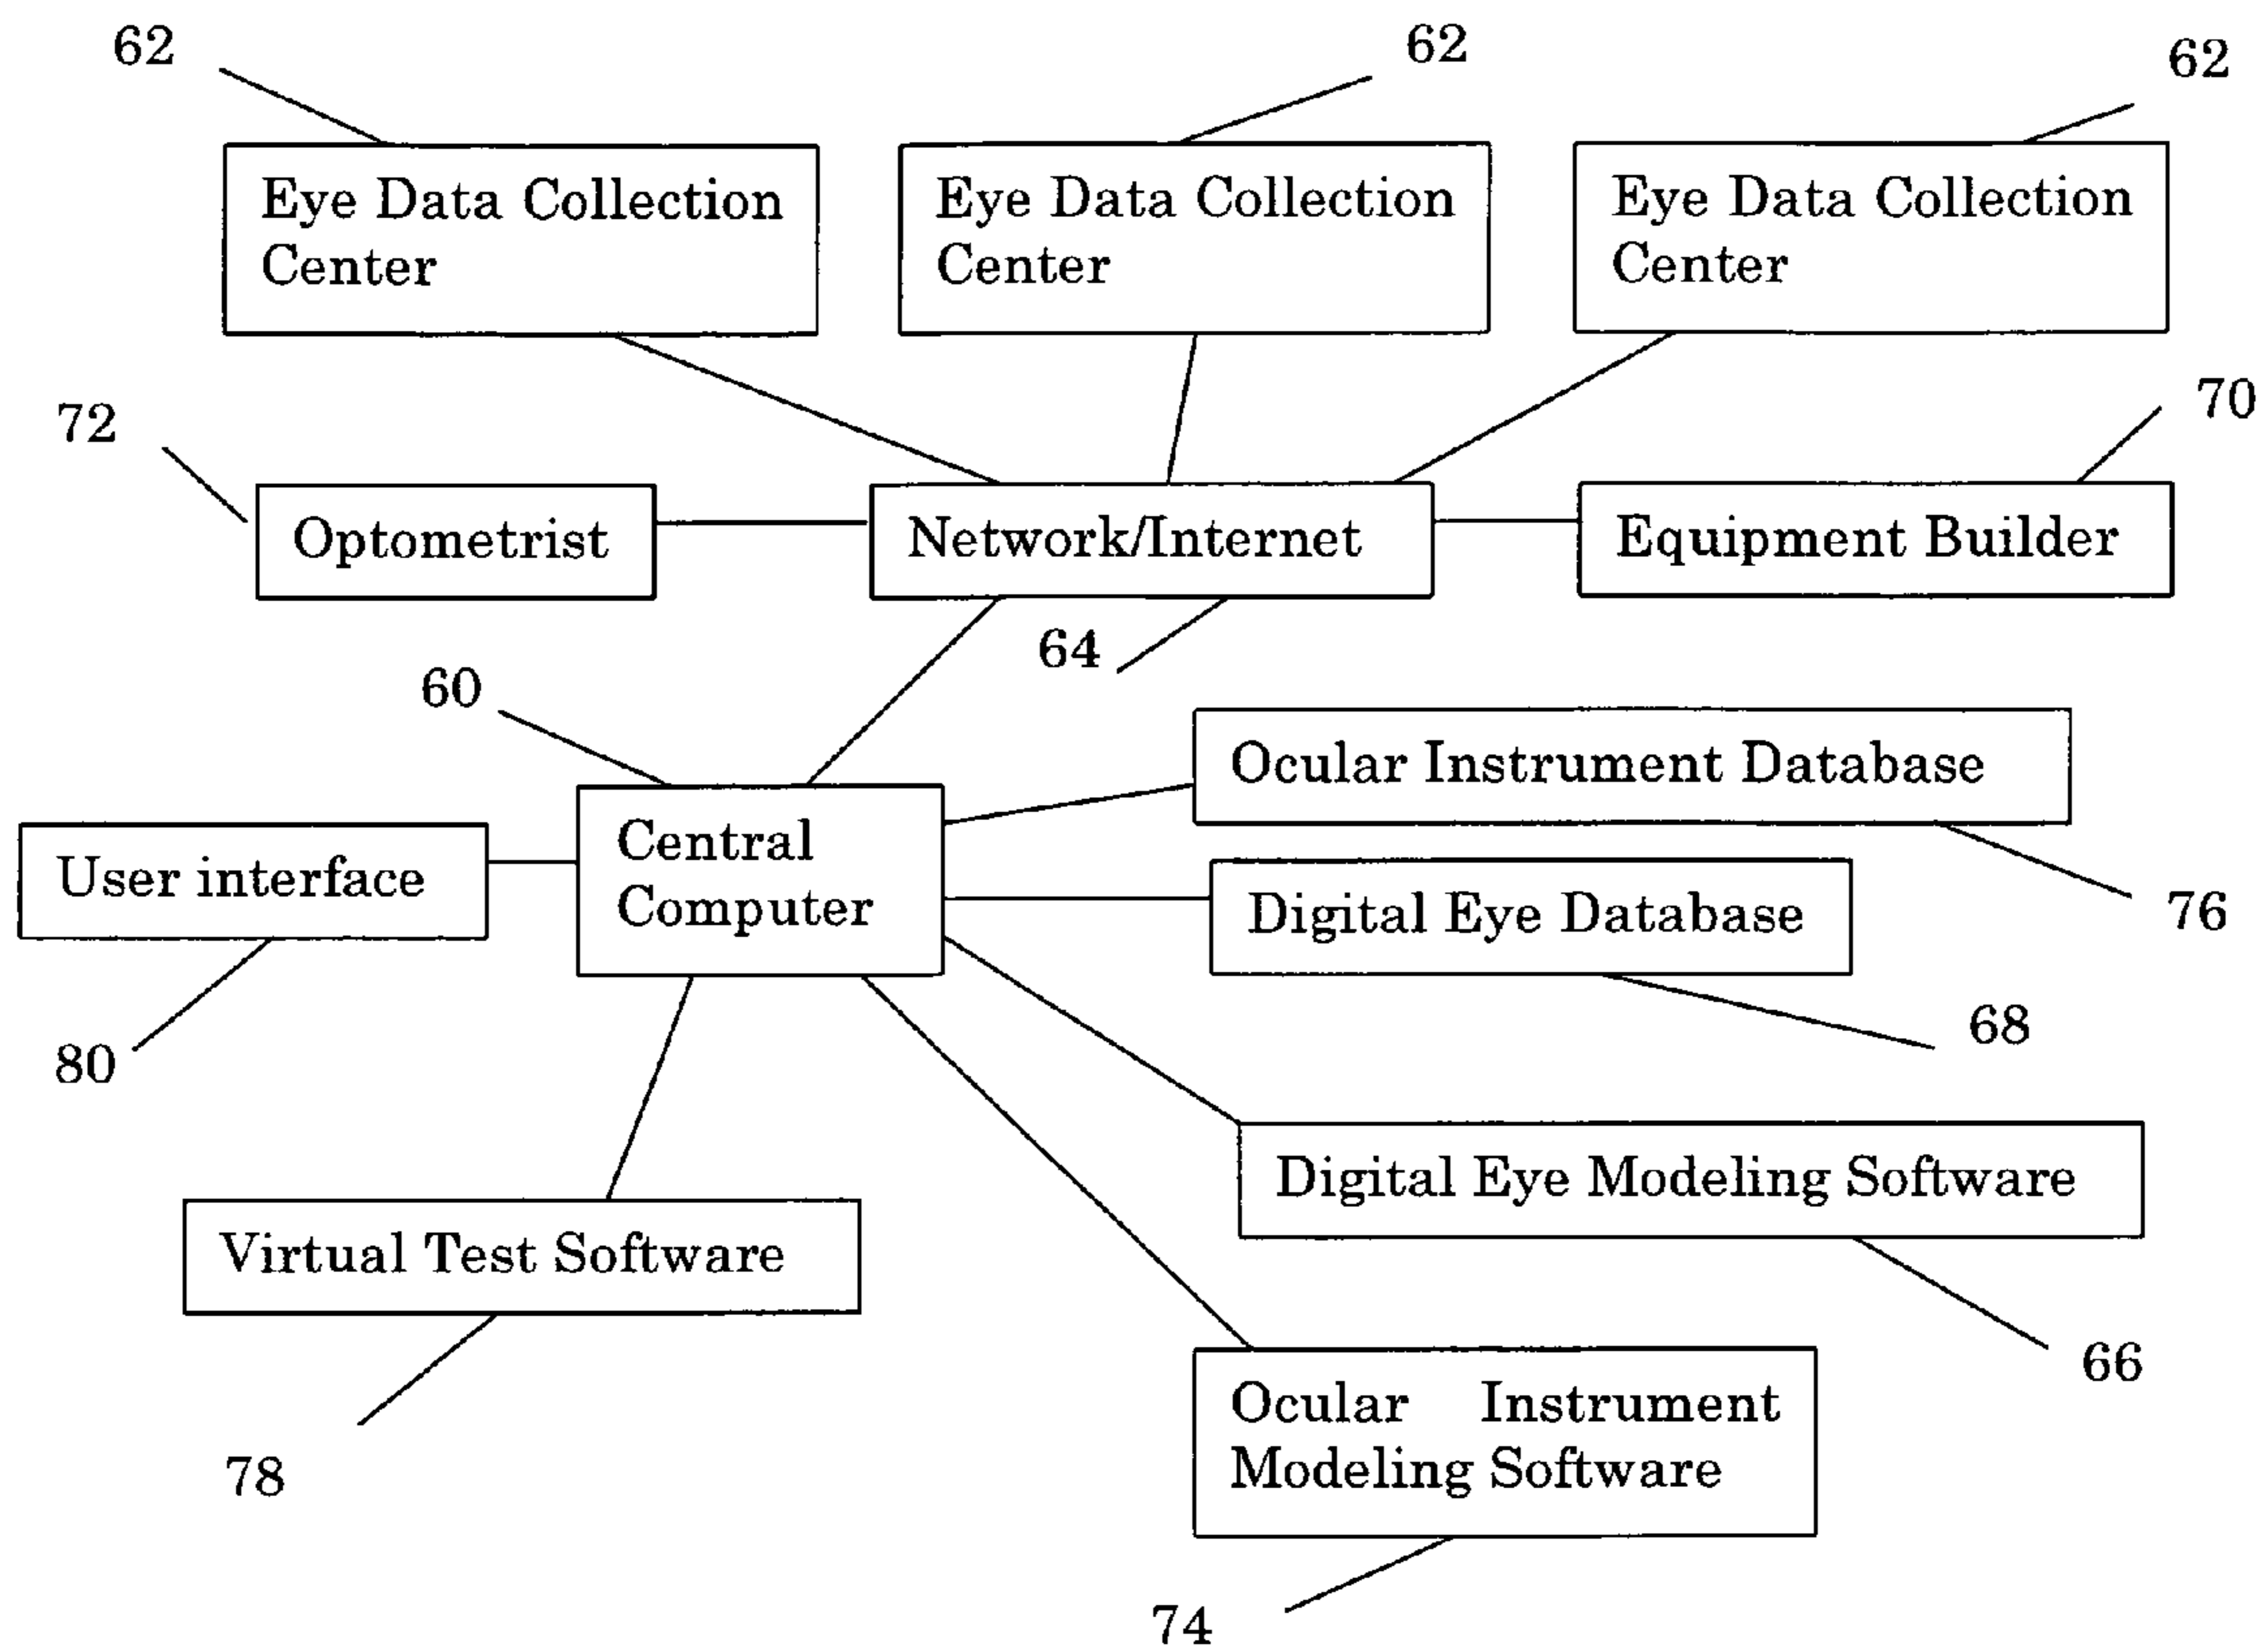 62
62
62
Eye Data Collection
Center
Eye Data Collection
Center
Eye Data Collection
Center
72
70
Optometrist
Network/Internet
Equipment Builder
64
60
Ocular Instrument Database
Central
Computer
User interface
Digital Eye Database
76
80
68
Digital Eye Modeling Software
Virtual Test Software
66
Ocular Instrument
Modeling Software
78
74